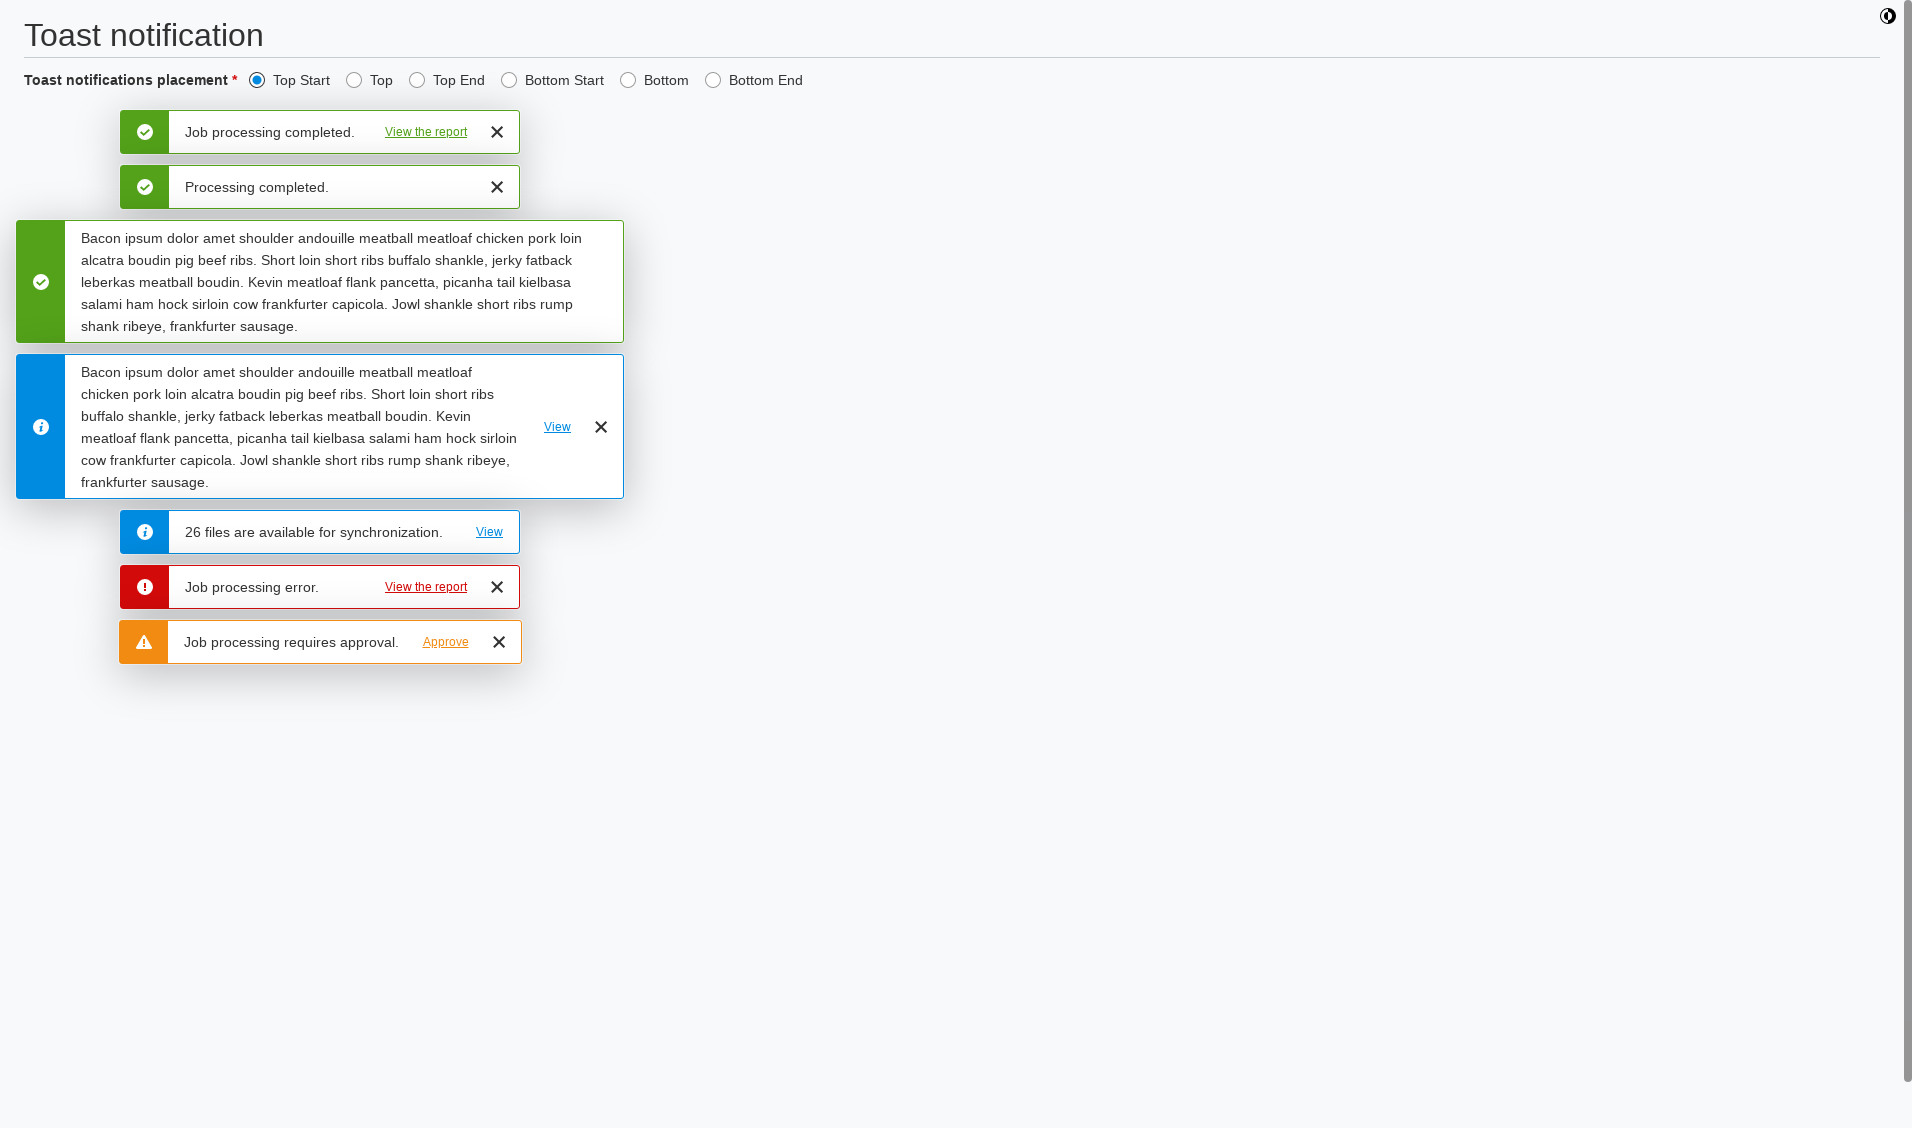 Toast notification
Toast notifications placement * Top Start Top Top End Bottom Start Bottom Bottom End
Job processing completed. View the report
Processing completed.
Bacon ipsum dolor amet shoulder andouille meatball meatloaf chicken pork loin
alcatra boudin pig beef ribs. Short loin short ribs buffalo shankle, jerky fatback
leberkas meatball boudin. Kevin meatloaf flank pancetta, picanha tail kielbasa
salami ham hock sirloin cow frankfurter capicola. Jowl shankle short ribs rump
shank ribeye, frankfurter sausage.
Bacon ipsum dolor amet shoulder andouille meatball meatloaf
chicken pork loin alcatra boudin pig beef ribs. Short loin short ribs
buffalo shankle, jerky fatback leberkas meatball boudin. Kevin
meatloaf flank pancetta, picanha tail kielbasa salami ham hock sirloin
cow frankfurter capicola. Jowl shankle short ribs rump shank ribeye,
frankfurter sausage.
View
26 files are available for synchronization. View
Job processing error. View the report
Job processing requires approval. Approve